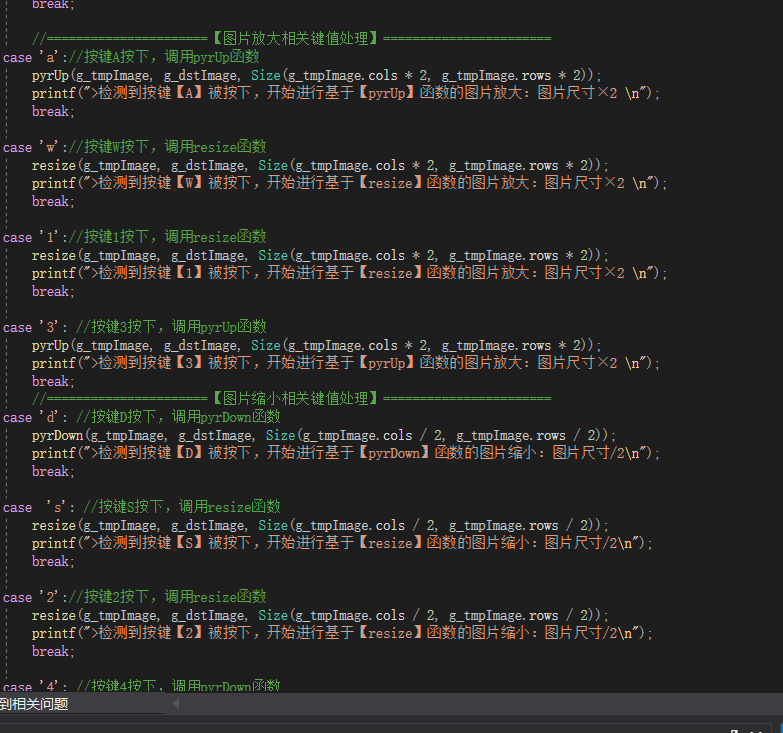 break;
//======================【图片放大相关键值处理】=======================
case 'a'://按键A按下，调用pyrUp函数
pyrUp(g_tmpImage, g_dstImage, Size(g_tmpImage.cols * 2, g_tmpImage.rows * 2));
printf(">检测到按键【A】被按下，开始进行基于【pyrUp】函数的图片放大：图片尺寸×2 \n");
break;
case 'w'://按键W按下，调用resize函数
resize(g_tmpImage, g_dstImage, Size(g_tmpImage.cols * 2, g_tmpImage.rows * 2));
printf(">检测到按键【W】被按下，开始进行基于【resize】函数的图片放大：图片尺寸×2 \n");
break;
case '1'://按键1按下，调用resize函数
resize(g_tmpImage, g_dstImage, Size(g_tmpImage.cols * 2, g_tmpImage.rows * 2));
printf(">检测到按键【1】被按下，开始进行基于【resize】函数的图片放大：图片尺寸×2 \n");
break;
case '3': //按键3按下，调用pyrUp函数
pyrUp(g_tmpImage, g_dstImage, Size(g_tmpImage.cols * 2, g_tmpImage.rows * 2));
printf(">检测到按键【3】被按下，开始进行基于【pyrUp】函数的图片放大：图片尺寸×2 \n");
break;
//======================【图片缩小相关键值处理】=======================
case 'd': //按键D按下，调用pyrDown函数
pyrDown(g_tmpImage, g_dstImage, Size(g_tmpImage.cols / 2, g_tmpImage.rows / 2));
printf(">检测到按键【D】被按下，开始进行基于【pyrDown】函数的图片缩小：图片尺寸/2\n");
break;
case  's': //按键S按下，调用resize函数
resize(g_tmpImage, g_dstImage, Size(g_tmpImage.cols / 2, g_tmpImage.rows / 2));
printf(">检测到按键【S】被按下，开始进行基于【resize】函数的图片缩小：图片尺寸/2\n");
break;
case '2'://按键2按下，调用resize函数
resize(g_tmpImage, g_dstImage, Size(g_tmpImage.cols / 2, g_tmpImage.rows / 2));
printf(">检测到按键【2】被按下，开始进行基于【resize】函数的图片缩小：图片尺寸/2\n");
break;
case '4': //按键4按下，调用pyrDown函数
到相关问题